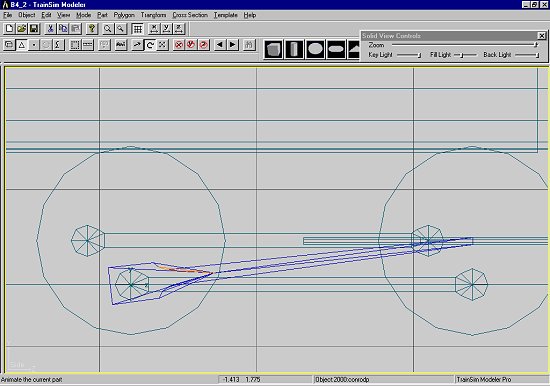 B4_2 - TrainSim Modeler
File Object Edit View Mode Part Polygon Transform Cross Section Template Help
Solid View Controls
Zoom
Key Light Fill Light Back Light
Side
Animate the current part -1.413 1.775 Object 2000:conrodp TrainSim Modeler Pro